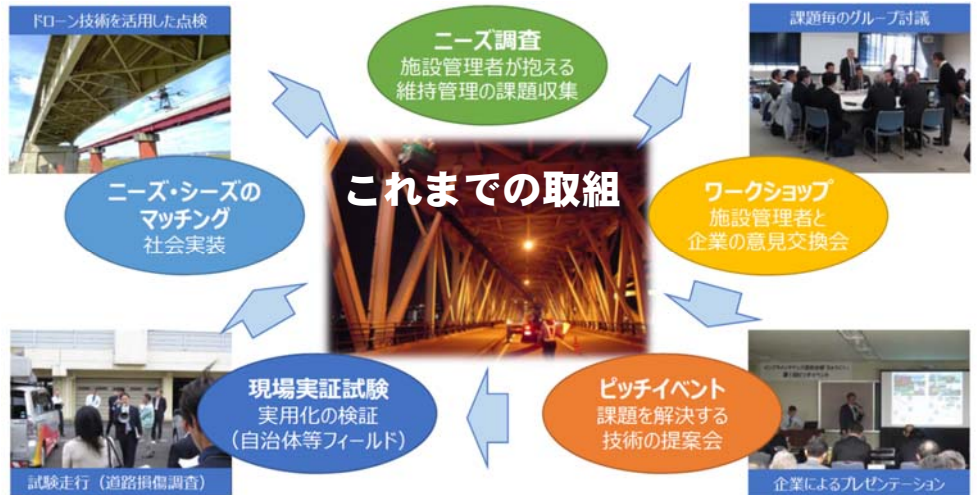 ドローン技術を活用した点検
ニーズ調査
施設管理者が抱える
維持管理の課題収集
課題毎のグループ討議
これまでの取組
ニーズ・シーズの
マッチング
社会実装
ワークショップ
施設管理者と
企業の意見交換会
現場実証試験
実用化の検証
(自治体等フィールド)
ピッチイベント
課題を解決する
技術の提案会
試験走行(道路損傷調査)
企業によるプレゼンテーション